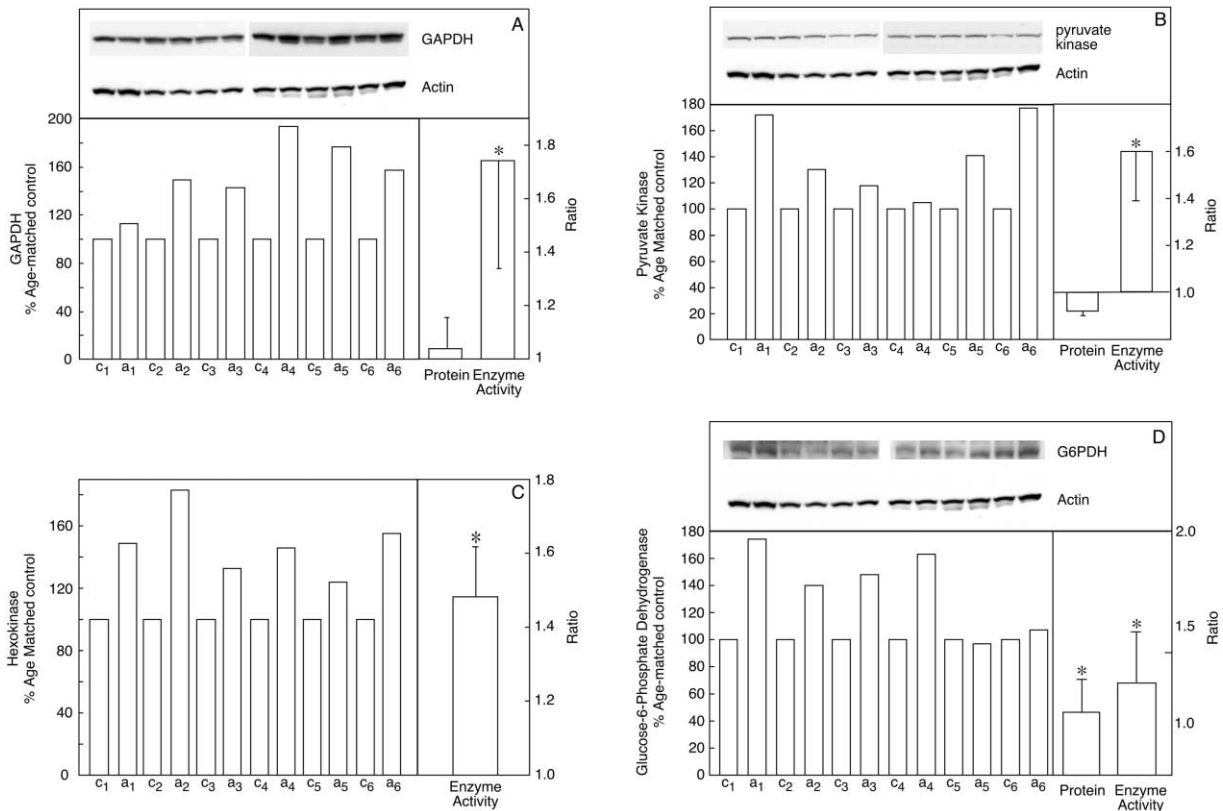 A
GAPDH
Actin
GAPDH
% Age-matched control
200
160
120
100
80
40
0
c1 a1 c2 a2 c3 a3 c4 a4 c5 a5 c6 a6
Protein Enzyme
Activity
*
1.8
1.6
1.4
1.2
1
Ratio
B
pyruvate
kinase
Actin
Pyruvate Kinase
% Age Matched control
180
160
140
120
100
80
60
40
20
0
c1 a1 c2 a2 c3 a3 c4 a4 c5 a5 c6 a6
Protein Enzyme
Activity
*
1.6
1.4
1.2
1.0
Ratio
C
Hexokinase
% Age Matched control
160
120
100
80
40
0
c1 a1 c2 a2 c3 a3 c4 a4 c5 a5 c6 a6
Enzyme
Activity
*
1.8
1.6
1.4
1.2
1.0
Ratio
D
G6PDH
Actin
Glucose-6-Phosphate Dehydrogenase
% Age-matched control
180
160
140
120
100
80
60
40
20
0
c1 a1 c2 a2 c3 a3 c4 a4 c5 a5 c6 a6
Protein Enzyme
Activity
*
*
2.0
1.5
1.0
Ratio